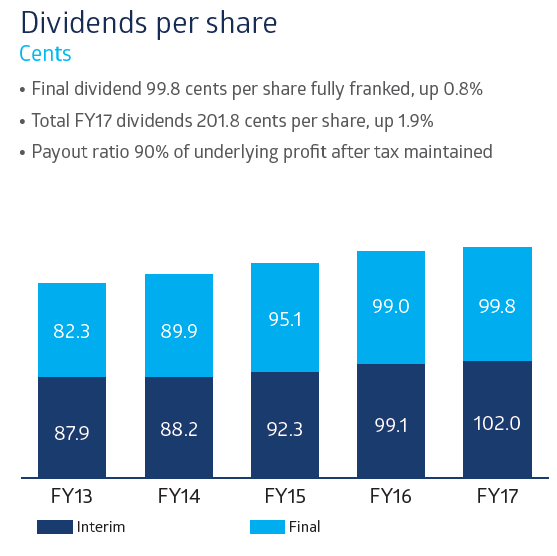 Dividends per share
Cents
• Final dividend 99.8 cents per share fully franked, up 0.8%
• Total FY17 dividends 201.8 cents per share, up 1.9%
• Payout ratio 90% of underlying profit after tax maintained
82.3 89.9 95.1 99.0 99.8
87.9 88.2 92.3 99.1 102.0
FY13 FY14 FY15 FY16 FY17
Interim Final